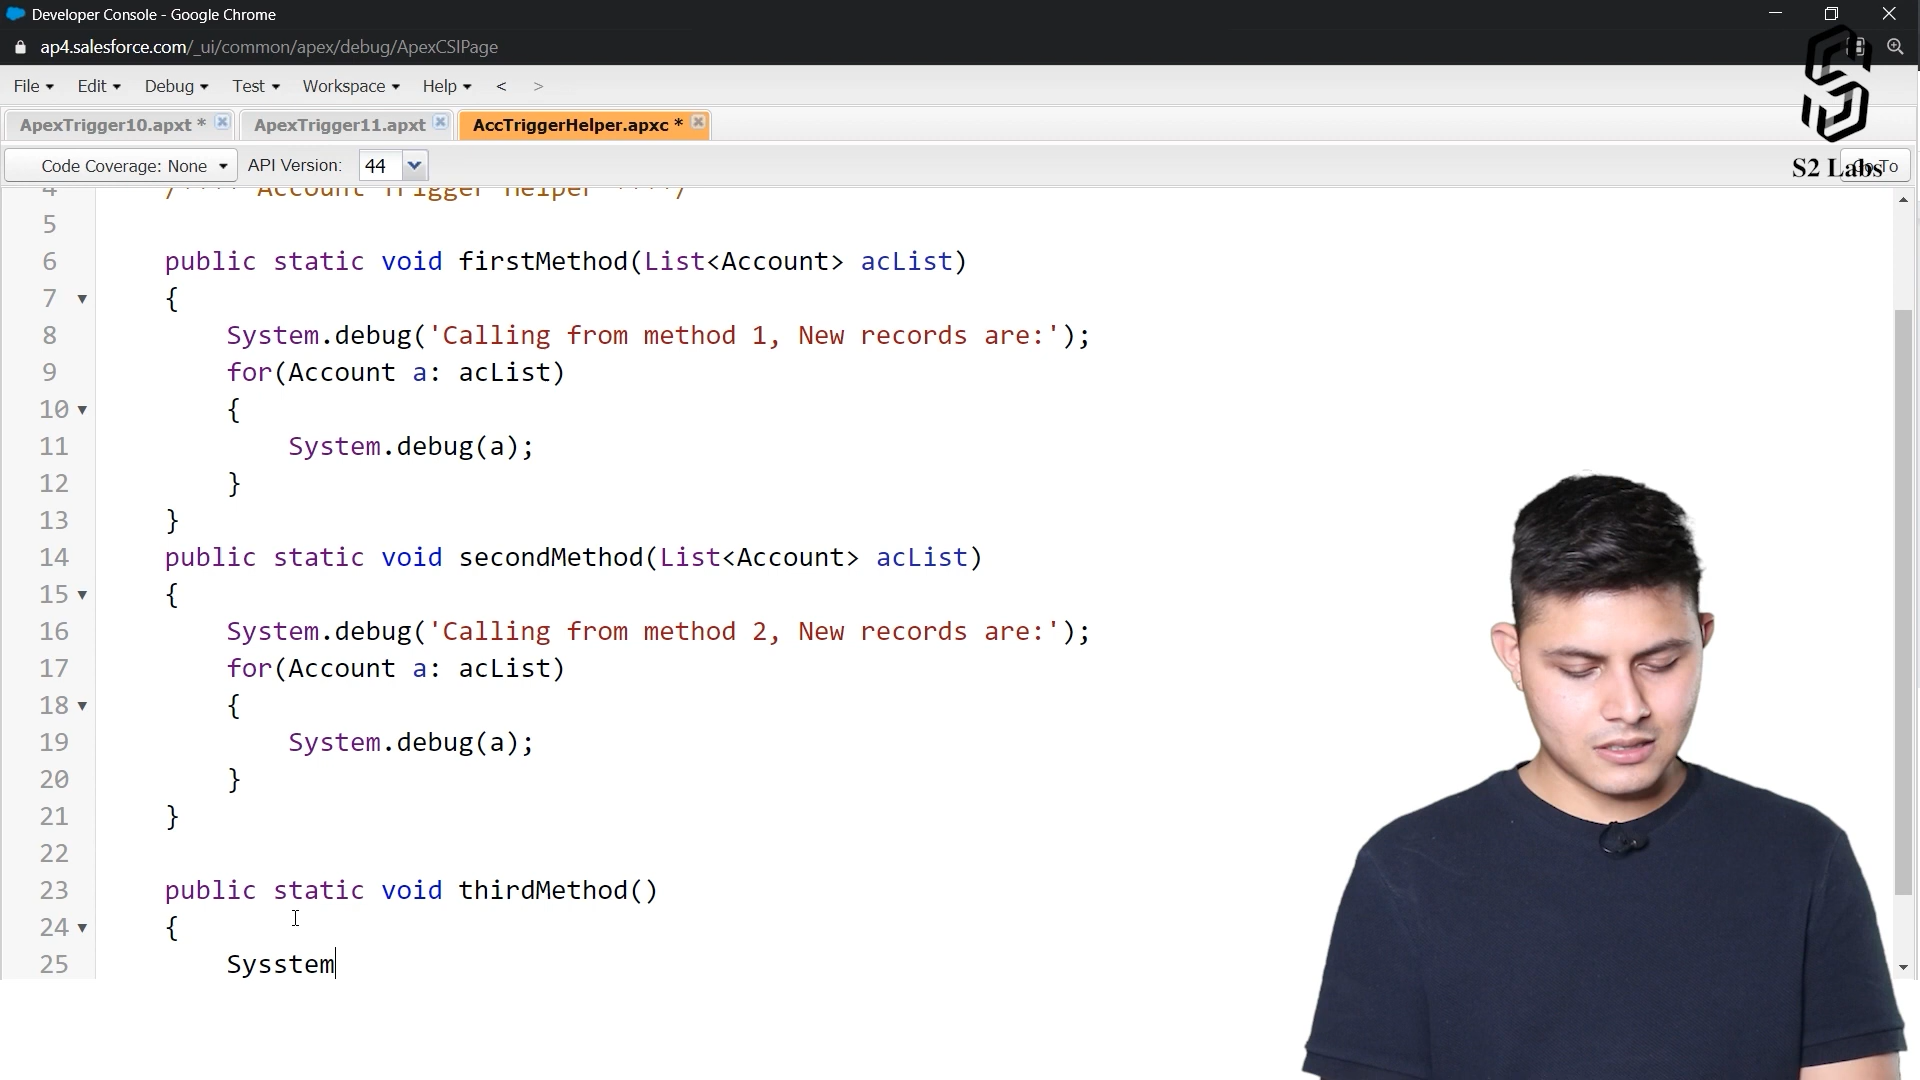 Developer Console - Google Chrome
ap4.salesforce.com/_ui/common/apex/debug/ApexCSIPage
File Edit Debug Test Workspace Help < >
ApexTrigger10.apxt * ApexTrigger11.apxt AccTriggerHelper.apxc *
Code Coverage: None API Version: 44 Go To
S2 Labs
4 /**** Account Trigger Helper ****/
5
6 public static void firstMethod(List<Account> acList)
7 {
8 System.debug('Calling from method 1, New records are:');
9 for(Account a: acList)
10 {
11 System.debug(a);
12 }
13 }
14 public static void secondMethod(List<Account> acList)
15 {
16 System.debug('Calling from method 2, New records are:');
17 for(Account a: acList)
18 {
19 System.debug(a);
20 }
21 }
22
23 public static void thirdMethod()
24 {
25 Sysstem